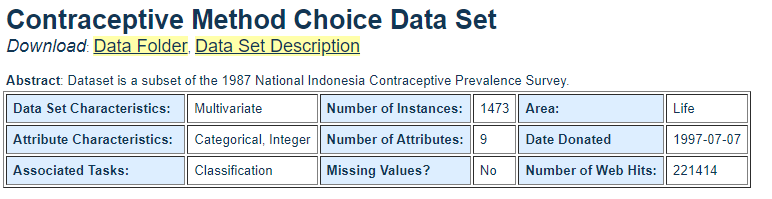 Contraceptive Method Choice Data Set
Download: Data Folder, Data Set Description
Abstract: Dataset is a subset of the 1987 National Indonesia Contraceptive Prevalence Survey.
Data Set Characteristics: Multivariate Number of Instances: 1473 Area: Life
Attribute Characteristics: Categorical, Integer Number of Attributes: 9 Date Donated 1997-07-07
Associated Tasks: Classification Missing Values? No Number of Web Hits: 221414